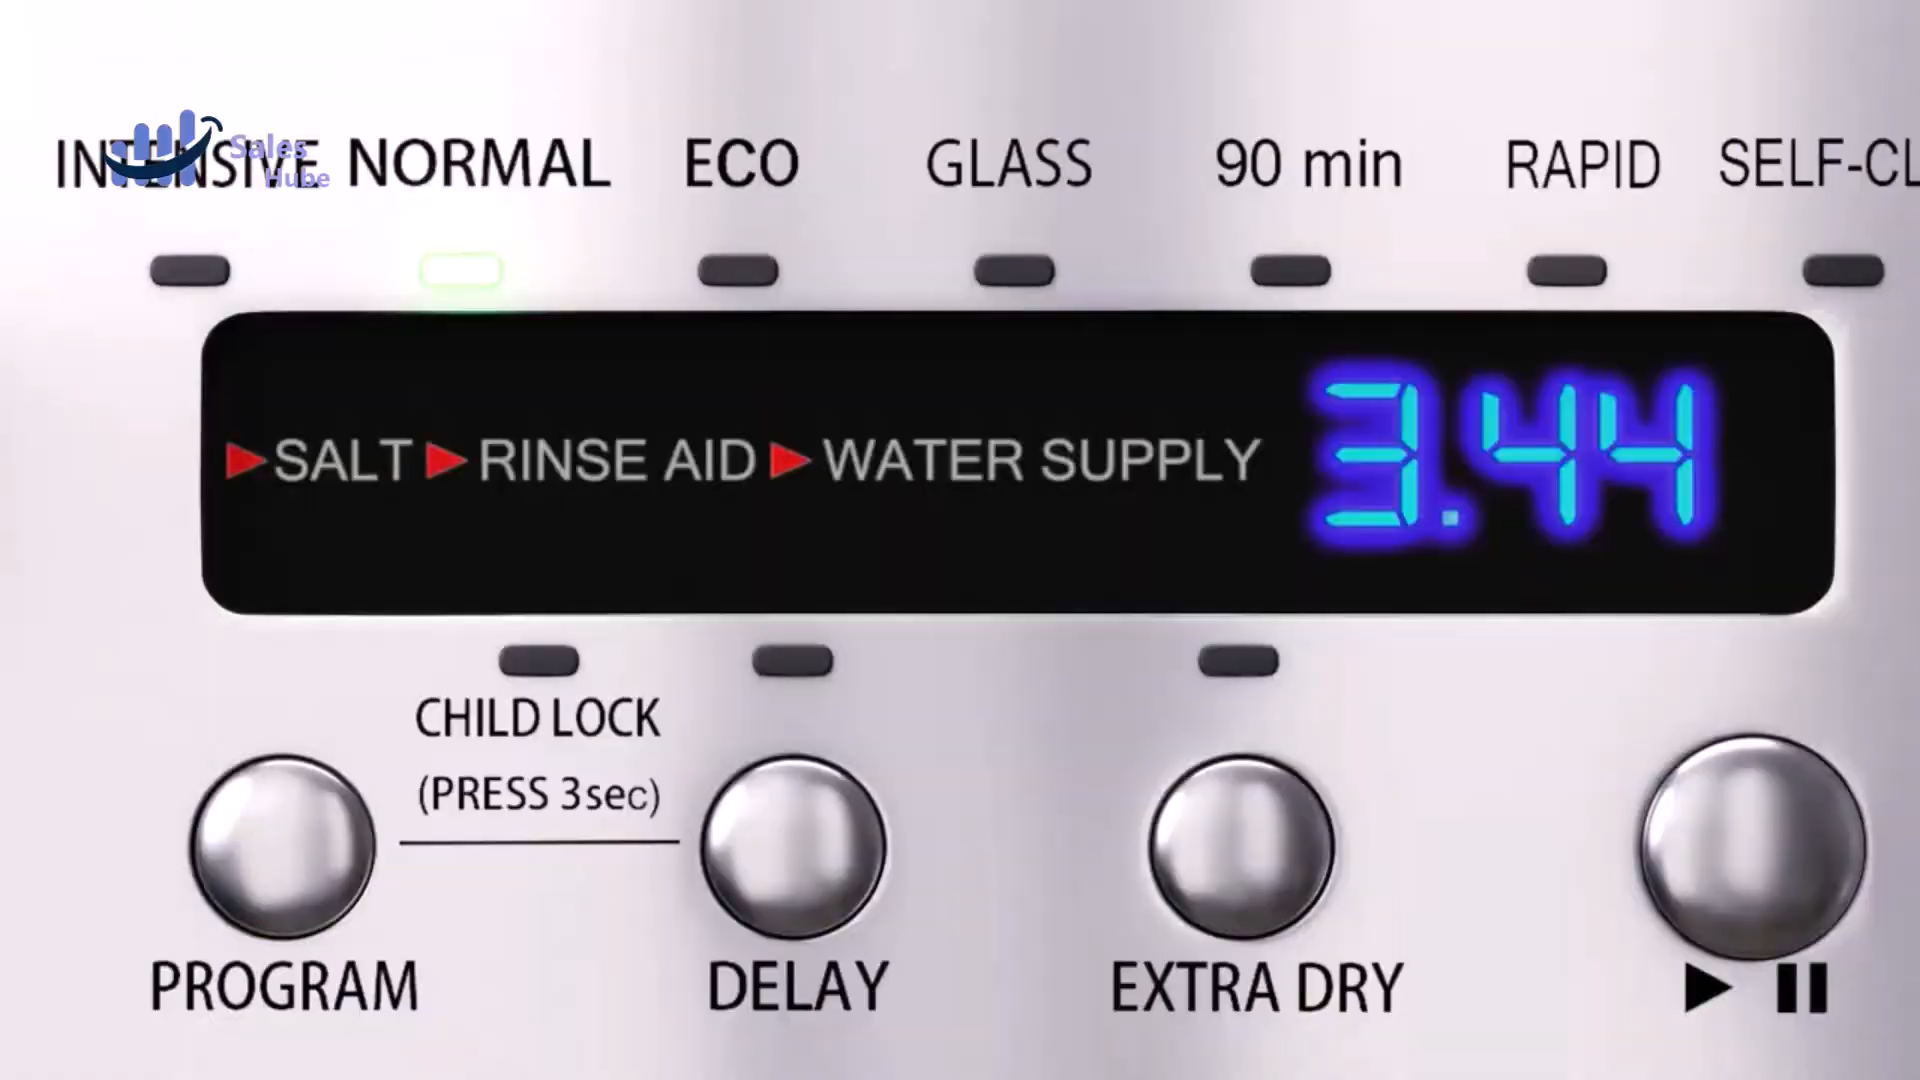 INTENSIVE NORMAL ECO GLASS 90 min RAPID SELF-CL
Sales
Hube
▶SALT▶RINSE AID▶WATER SUPPLY 3.44
CHILD LOCK
(PRESS 3sec)
PROGRAM DELAY EXTRA DRY